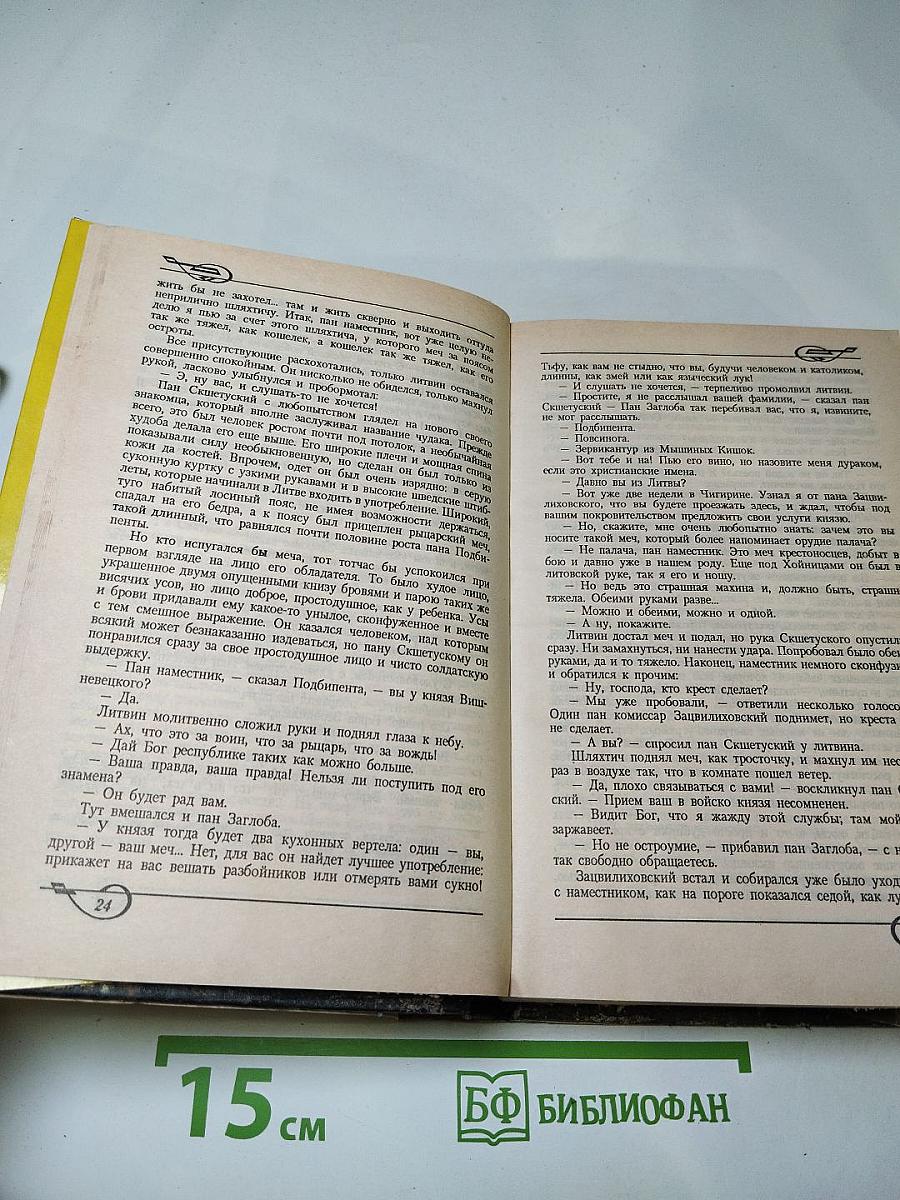 жить бы не захотел... там и жить скверно и выходить оттуда
неприлично шляхтичу. Итак, пан наместник, вот уже целую не-
делю я пью за счет этого шляхтича, у которого меч за поясом
так же тяжел, как кошелек, а кошелек так же тяжел, как его
остроты.
Все присутствующие расхохотались, только литвин оставался
совершенно спокойным. Он нисколько не обиделся, только махнул
рукой, ласково улыбнулся и пробормотал:
— Э, ну вас, и слушать-то не хочется!
Пан Скшетуский с любопытством глядел на нового своего
знакомца, который вполне заслуживал название чудака. Прежде
всего, это был человек ростом почти под потолок, а необычайная
худоба делала его еще выше. Его широкие плечи и мощная спина
показывали силу необыкновенную, но сделан он был только из
кожи да костей. Впрочем, одет он был очень изрядно: в серую
суконную куртку с узкими рукавами и в высокие шведские штиб-
леты, которые начинали в Литве входить в употребление. Широкий,
туго набитый лосиный пояс, не имея возможности держаться,
спадал на его бедра, а к поясу был прицеплен рыцарский меч,
такой длинный, что равнялся почти половине роста пана Подби-
пенты.
Но кто испугался бы меча, тот тотчас бы успокоился при
первом взгляде на лицо его обладателя. То было худое лицо,
украшенное двумя опущенными книзу бровями и парою таких же
висячих усов, но лицо доброе, простодушное, как у ребенка. Усы
и брови придавали ему какое-то унылое, сконфуженное и вместе
с тем смешное выражение. Он казался человеком, над которым
всякий может безнаказанно издеваться, но пану Скшетускому он
понравился сразу за свое простодушное лицо и чисто солдатскую
выдержку.
— Пан наместник, — сказал Подбипента, — вы у князя Виш-
невецкого?
— Да.
Литвин молитвенно сложил руки и поднял глаза к небу.
— Ах, что это за воин, что за рыцарь, что за вождь!
— Дай Бог республике таких как можно больше.
— Ваша правда, ваша правда! Нельзя ли поступить под его
знамена?
— Он будет рад вам.
Тут вмешался и пан Заглоба.
— У князя тогда будет два кухонных вертела: один — вы,
другой — ваш меч... Нет, для вас он найдет лучшее употребление:
прикажет на вас вешать разбойников или отмерять вами сукно!
24
Тьфу, как вам не стыдно, что вы, будучи человеком и католиком,
длинны, как змей или как языческий лук!
— И слушать не хочется, — терпеливо промолвил литвин.
— Простите, я не расслышал вашей фамилии, — сказал пан
Скшетуский — Пан Заглоба так перебивал вас, что я, извините,
не мог расслышать.
— Подбипента.
— Повсинога.
— Зервикантур из Мышиных Кишок.
— Вот тебе и на! Пью его вино, но назовите меня дураком,
если это христианские имена.
— Давно вы из Литвы?
— Вот уже две недели в Чигирине. Узнал я от пана Зацви-
лиховского, что вы будете проезжать здесь, и ждал, чтобы под
вашим покровительством предложить свои услуги князю.
— Но, скажите, мне очень любопытно знать: зачем это вы
носите такой меч, который более напоминает орудие палача?
— Не палача, пан наместник. Это меч крестоносцев, добыт в
бою и давно уже в нашем роду. Еще под Хойницами он был в
литовской руке, так я его и ношу.
— Но ведь это страшная махина и, должно быть,
тяжела. Обеими руками разве...
— Можно и обеими, можно и одной.
— А ну, покажите.
Литвин достал меч и подал, но рука Скшетуского
сразу. Ни замахнуться, ни нанести удара. Попробовал было
руками, да и то тяжело. Наконец, наместник немного
и обратился к прочим:
— Ну, господа, кто крест сделает?
— Мы уже пробовали, — ответили несколько
Один пан комиссар Зацвилиховский поднимет, но креста
не сделает.
— А вы? — спросил пан Скшетуский у литвина.
Шляхтич поднял меч, как тросточку, и махнул им
раз в воздухе так, что в комнате пошел ветер.
— Да, плохо связываться с вами! — воскликнул пан
ский. — Прием ваш в войско князя несомненен.
— Видит Бог, что я жажду этой службы; там мой
заржавеет.
— Но не остроумие, — прибавил пан Заглоба, — с
так свободно обращаетесь.
Зацвилиховский встал и собирался уже было
с наместником, как на пороге показался седой, как
15 см
БФ БИБЛИОФАН